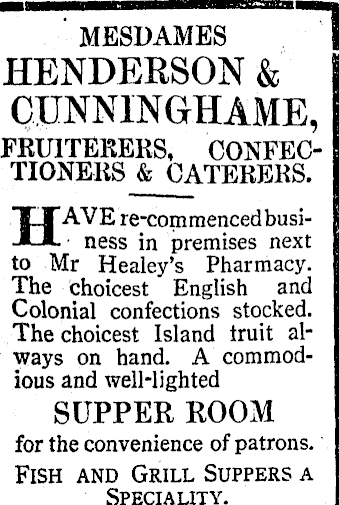 MESDAMES
HENDERSON &
CUNNINGHAME,
FRUITERERS, CONFEC-
TIONERS & CATERERS.
HAVE re-commenced busi-
ness in premises next
to Mr Healey's Pharmacy.
The choicest English and
Colonial confections stocked.
The choicest Island truit al-
ways on hand. A commod-
ious and well-lighted
SUPPER ROOM
for the convenience of patrons.
FISH AND GRILL SUPPERS A
SPECIALITY.